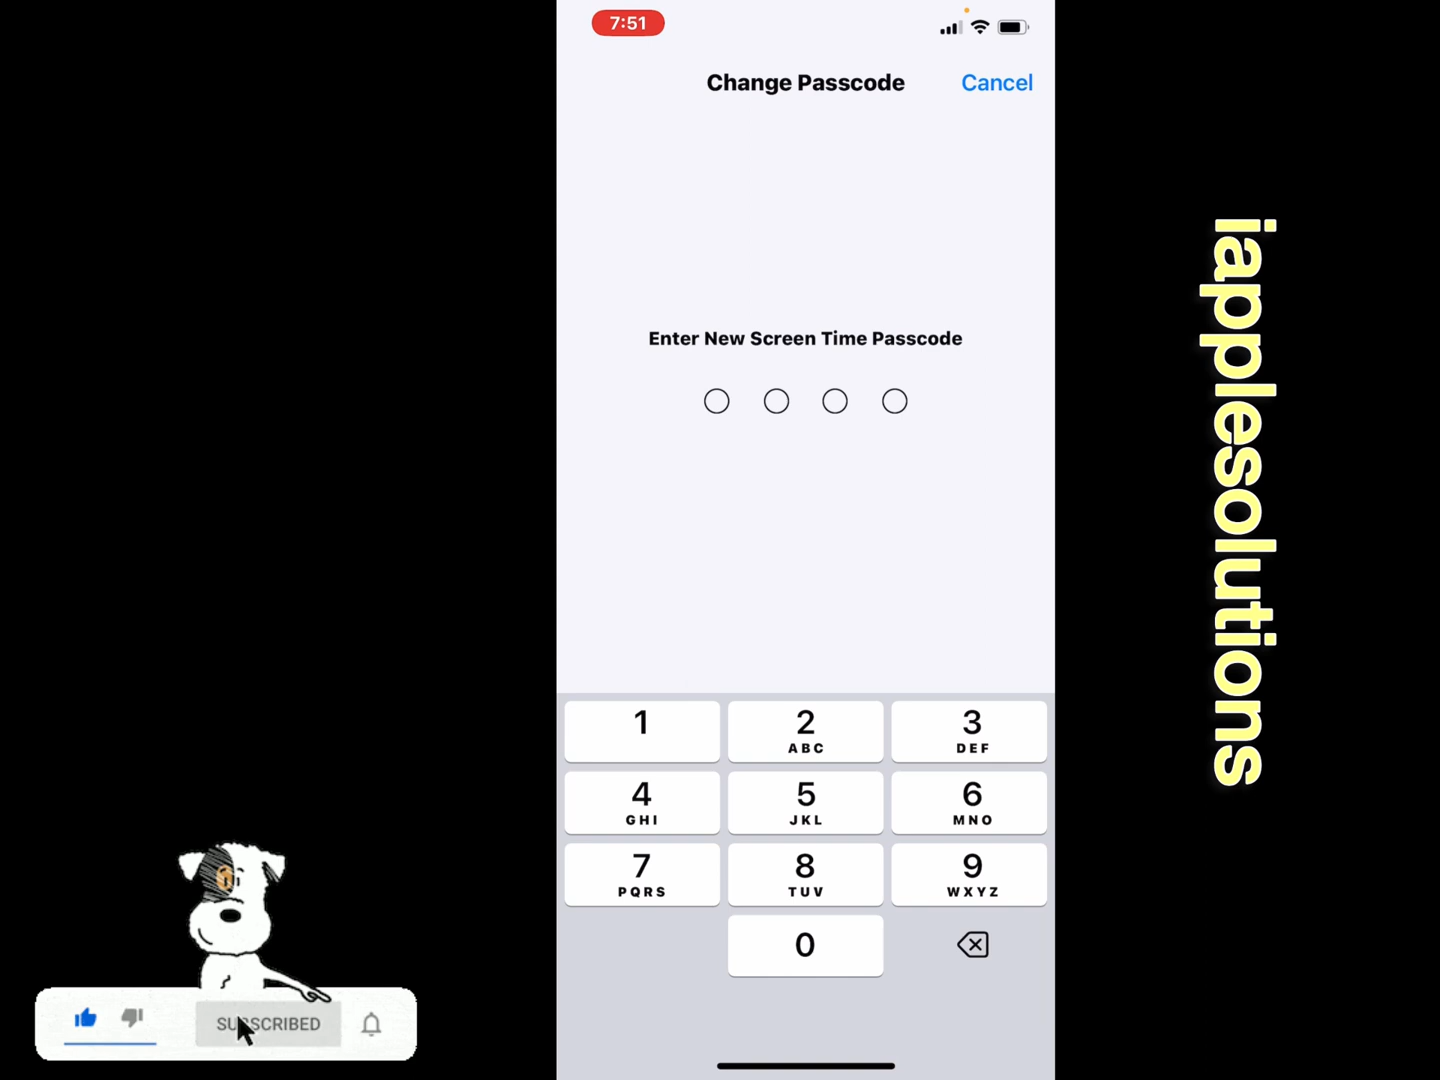 7:51
Change Passcode
Cancel
Enter New Screen Time Passcode
1
2
ABC
3
DEF
4
GHI
5
JKL
6
MNO
7
PQRS
8
TUV
9
WXYZ
0
iapplesolutions
SUBSCRIBED